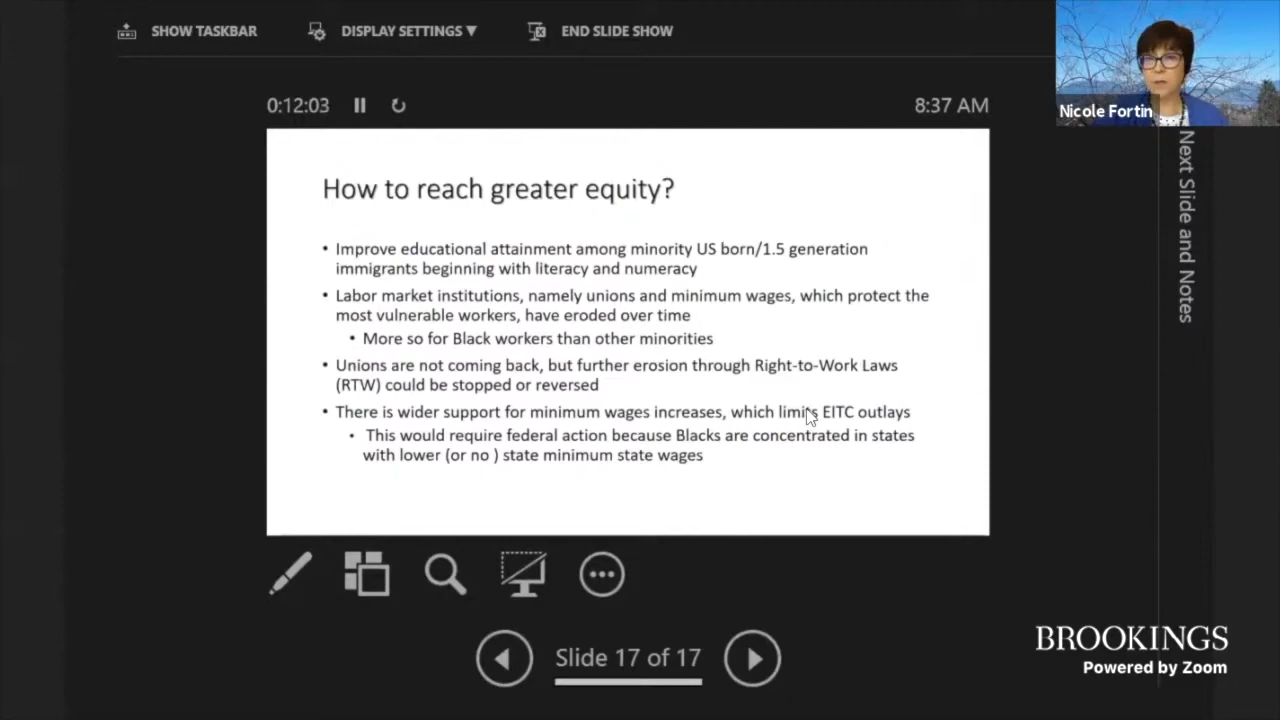 SHOW TASKBAR
DISPLAY SETTINGS ▼
END SLIDE SHOW
Nicole Fortin
0:12:03
8:37 AM
Next Slide and Notes
How to reach greater equity?
• Improve educational attainment among minority US born/1.5 generation
immigrants beginning with literacy and numeracy
• Labor market institutions, namely unions and minimum wages, which protect the
most vulnerable workers, have eroded over time
• More so for Black workers than other minorities
• Unions are not coming back, but further erosion through Right-to-Work Laws
(RTW) could be stopped or reversed
• There is wider support for minimum wages increases, which limits EITC outlays
• This would require federal action because Blacks are concentrated in states
with lower (or no ) state minimum state wages
Slide 17 of 17
BROOKINGS
Powered by Zoom